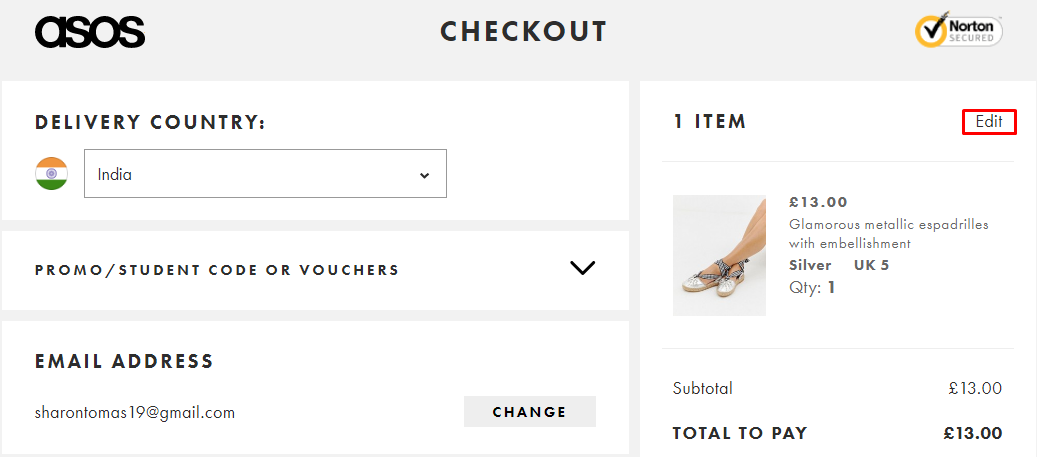 asos
CHECKOUT
Norton
SECURED
DELIVERY COUNTRY:
India
PROMO/STUDENT CODE OR VOUCHERS
EMAIL ADDRESS
sharontomas19@gmail.com
CHANGE
1 ITEM
Edit
£13.00
Glamorous metallic espadrilles
with embellishment
Silver UK 5
Qty: 1
Subtotal £13.00
TOTAL TO PAY £13.00